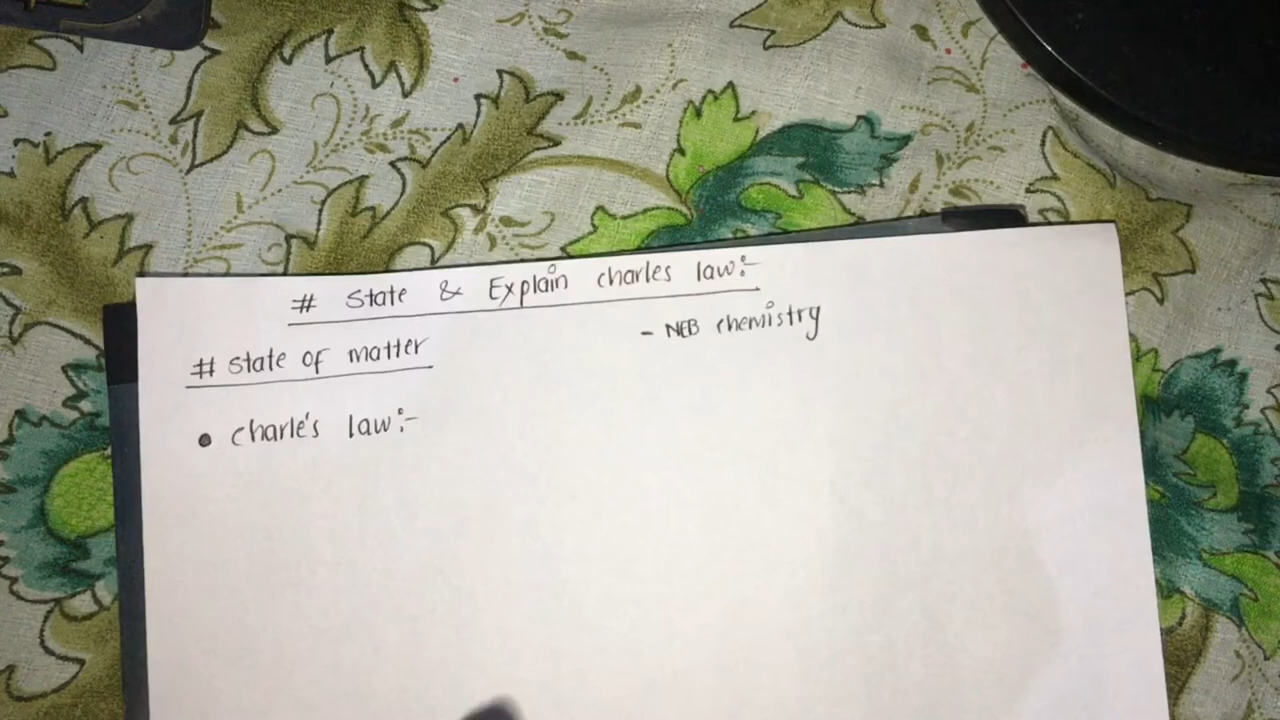 # State & Explain charles law:-
- NEB chemistry
# state of matter
• charle's law:-